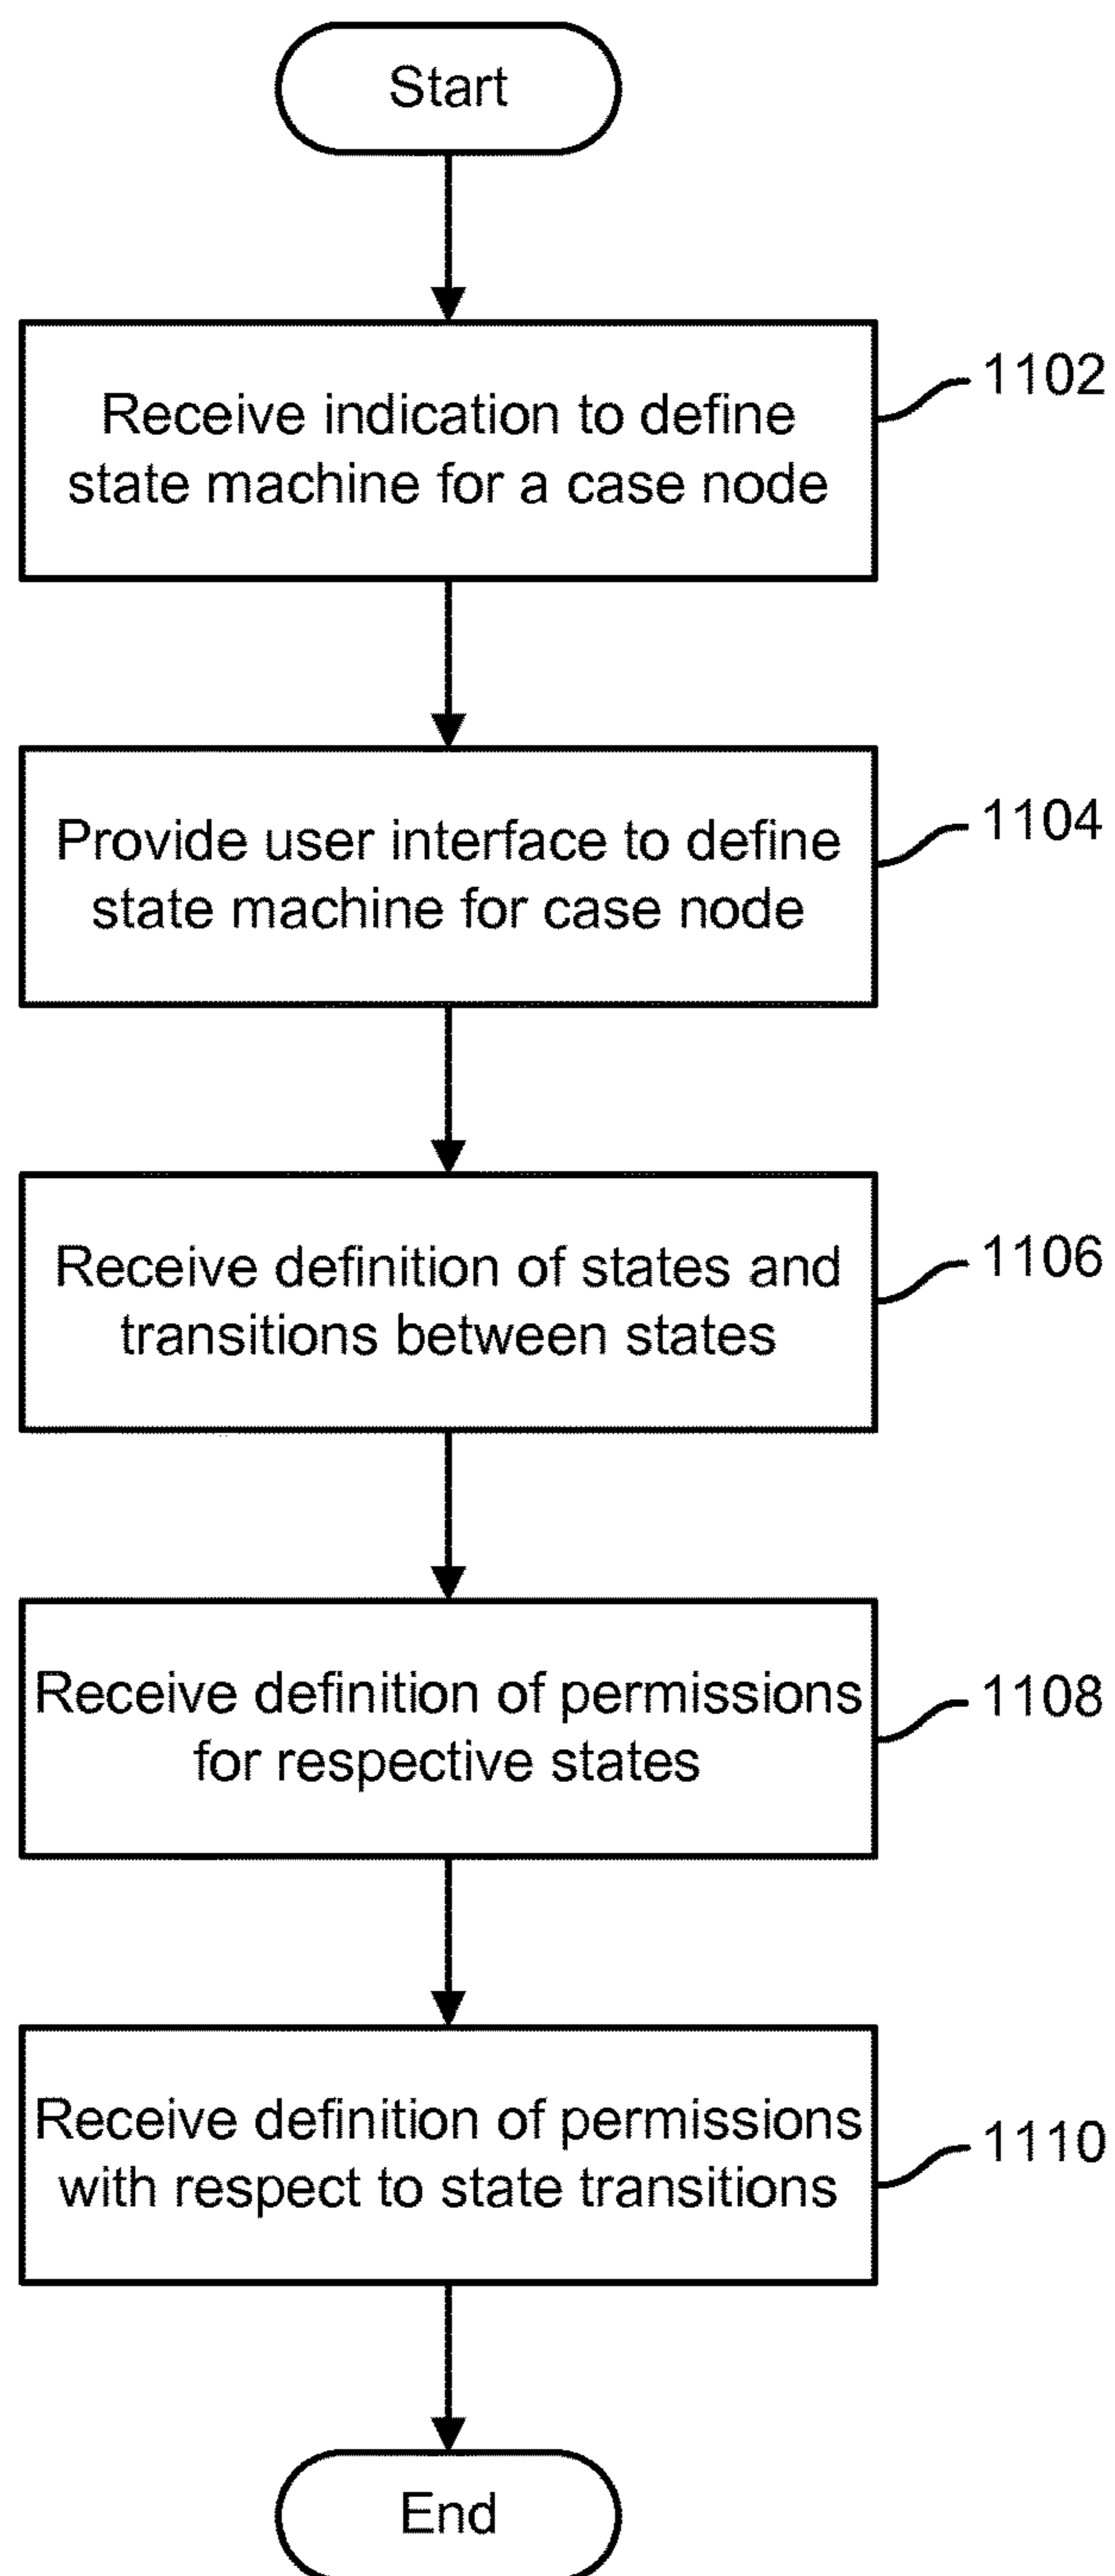 Start
Receive indication to define
state machine for a case node
1102
Provide user interface to define
state machine for case node
1104
Receive definition of states and
transitions between states
1106
Receive definition of permissions
for respective states
1108
Receive definition of permissions
with respect to state transitions
1110
End